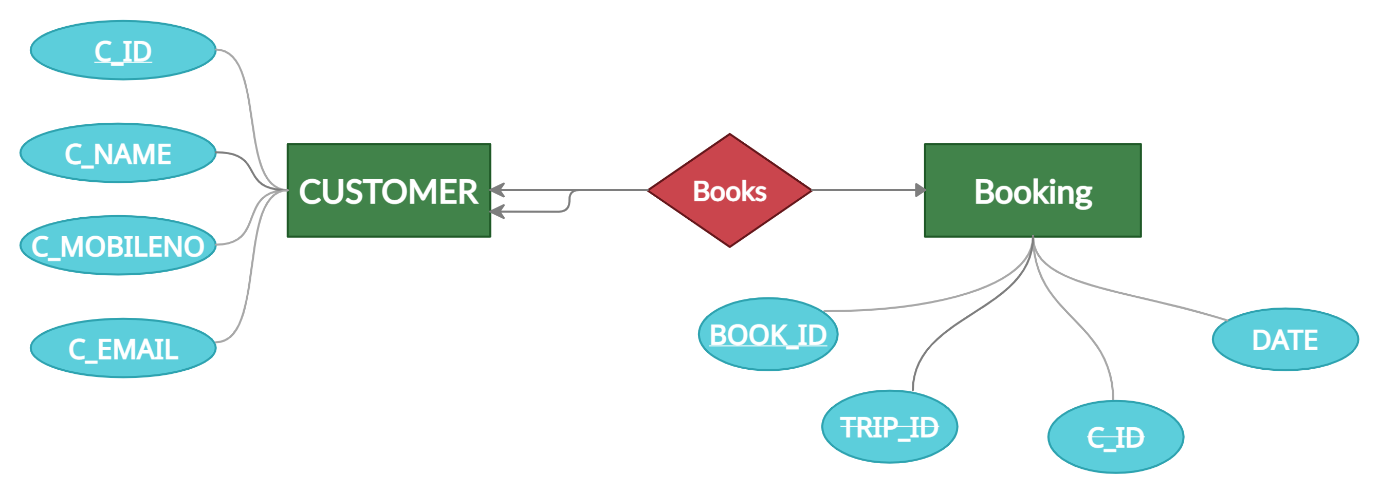 C_ID
C_NAME
C_MOBILENO
C_EMAIL
CUSTOMER
Books
Booking
BOOK_ID
TRIP_ID
C_ID
DATE